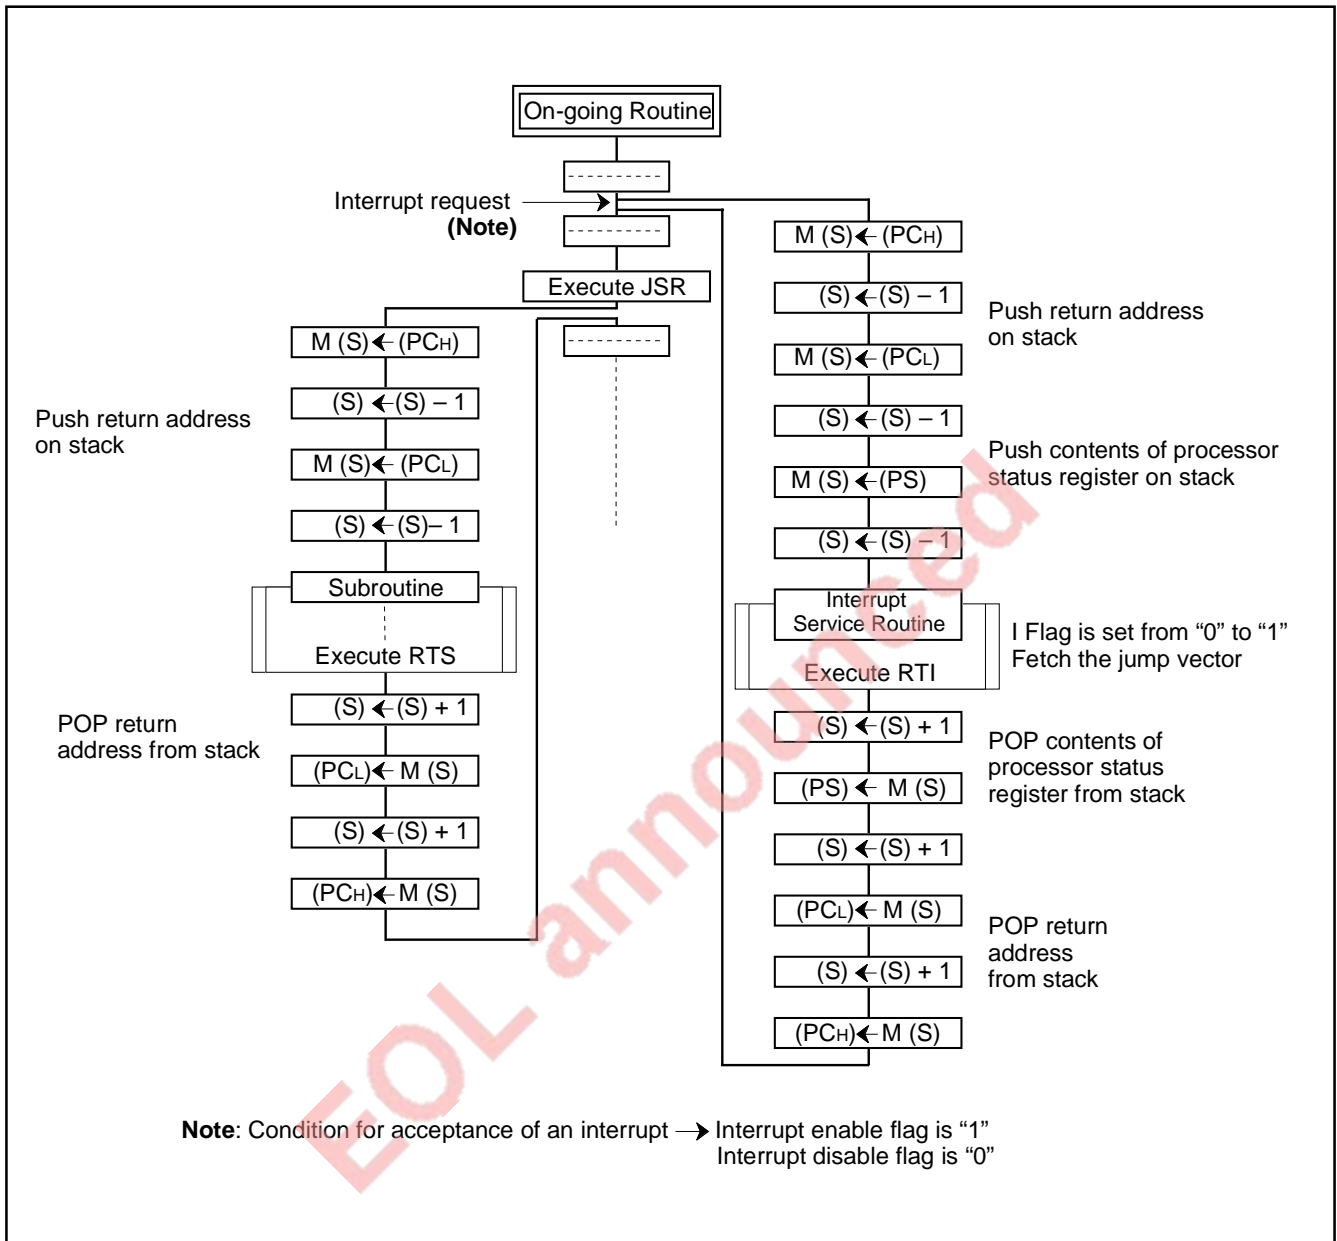 On-going Routine
Interrupt request
(Note)
Execute JSR
M (S) ← (PCH)
(S) ← (S) – 1
M (S) ← (PCL)
(S) ← (S)– 1
Push return address
on stack
Subroutine
Execute RTS
(S) ← (S) + 1
(PCL) ← M (S)
(S) ← (S) + 1
(PCH) ← M (S)
POP return
address from stack
M (S) ← (PCH)
(S) ← (S) – 1
M (S) ← (PCL)
(S) ← (S) – 1
M (S) ← (PS)
(S) ← (S) – 1
Push return address
on stack
Push contents of processor
status register on stack
Interrupt
Service Routine
Execute RTI
I Flag is set from “0” to “1”
Fetch the jump vector
(S) ← (S) + 1
(PS) ← M (S)
(S) ← (S) + 1
(PCL) ← M (S)
(S) ← (S) + 1
(PCH) ← M (S)
POP contents of
processor status
register from stack
POP return
address
from stack
Note: Condition for acceptance of an interrupt → Interrupt enable flag is “1”
Interrupt disable flag is “0”
EOL announced